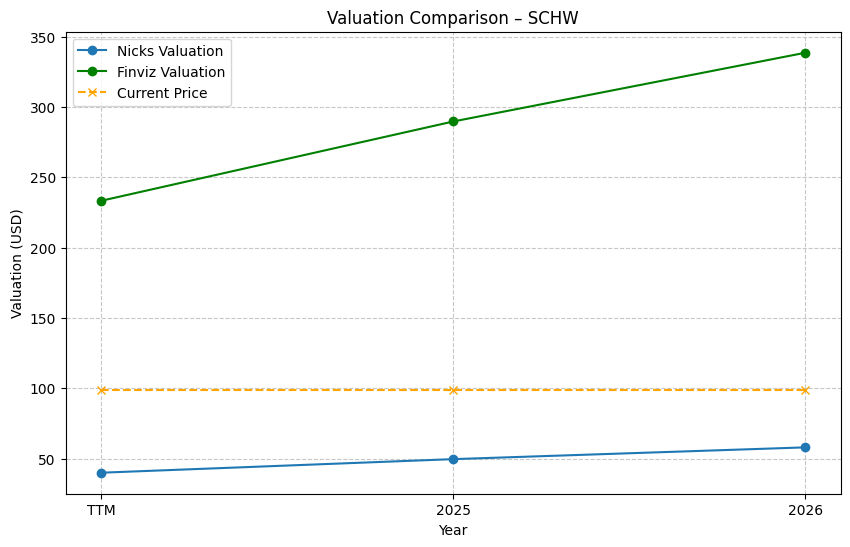 Valuation Comparison – SCHW
Nicks Valuation
Finviz Valuation
Current Price
Valuation (USD)
350
300
250
200
150
100
50
TTM
2025
2026
Year